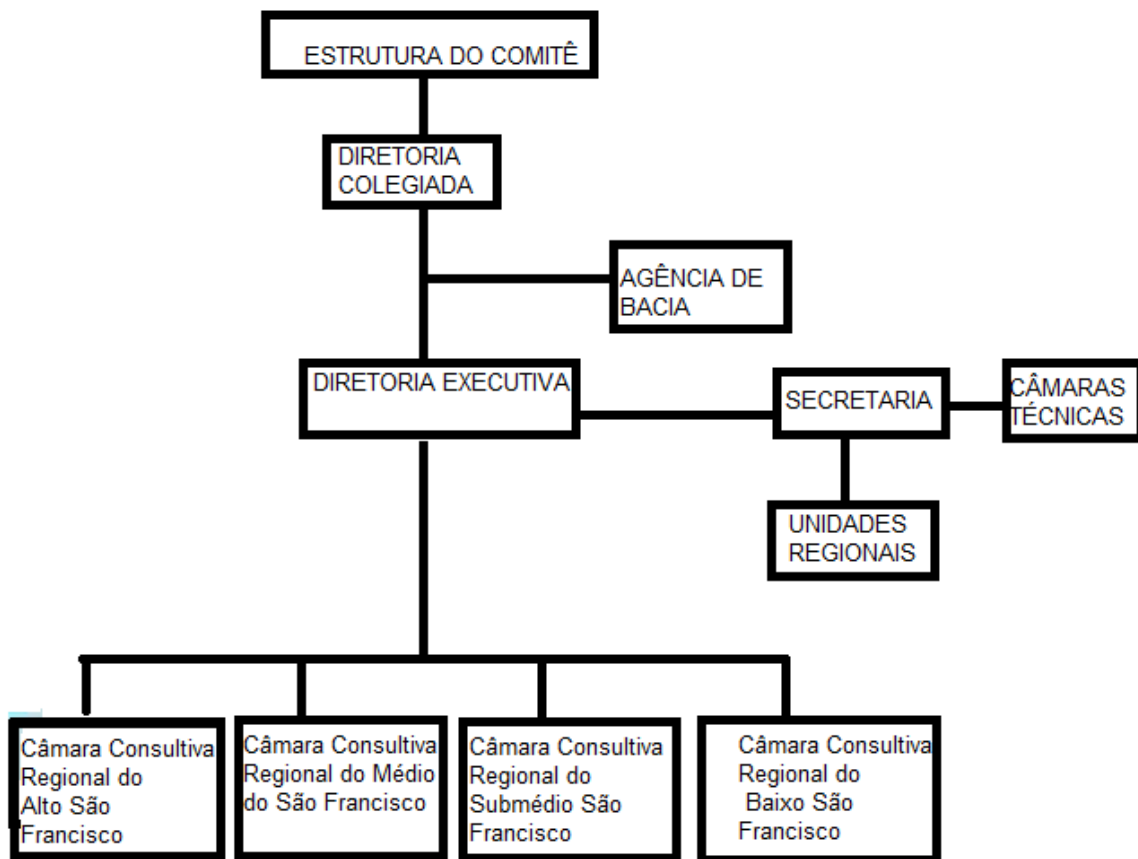 ESTRUTURA DO COMITÊ
DIRETORIA
COLEGIADA
AGÊNCIA DE
BACIA
DIRETORIA EXECUTIVA
SECRETARIA
CÂMARAS
TÉCNICAS
UNIDADES
REGIONAIS
Câmara Consultiva
Regional do
Alto São
Francisco
Câmara Consultiva
Regional do Médio
do São Francisco
Câmara Consultiva
Regional do
Submédio São
Francisco
Câmara Consultiva
Regional do
Baixo São
Francisco